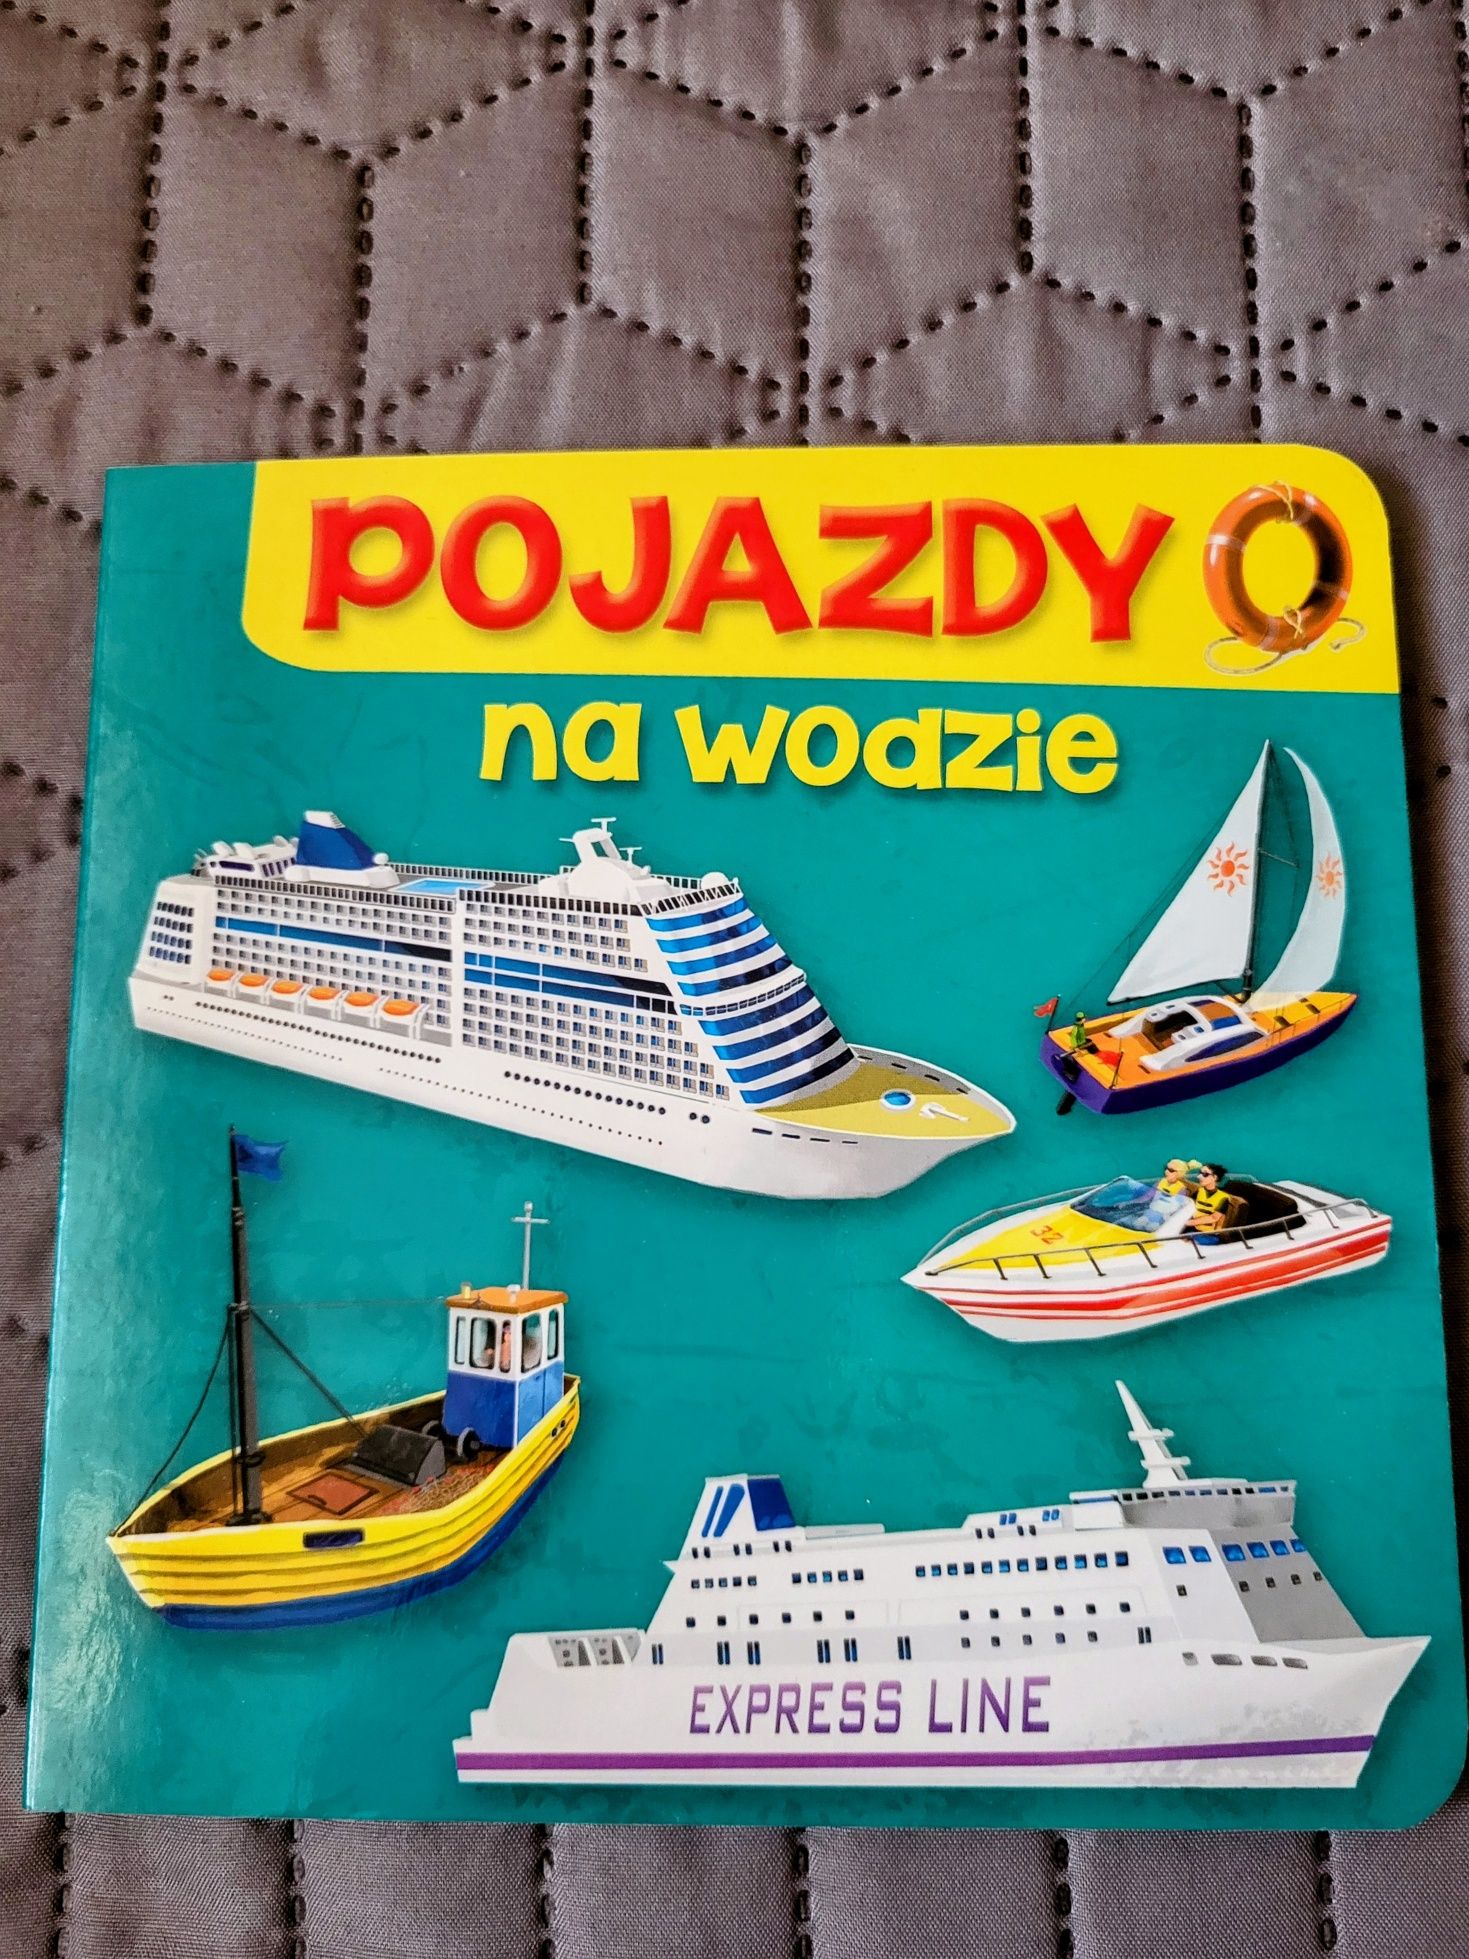 POJAZDY
na wodzie
32
EXPRESS LINE